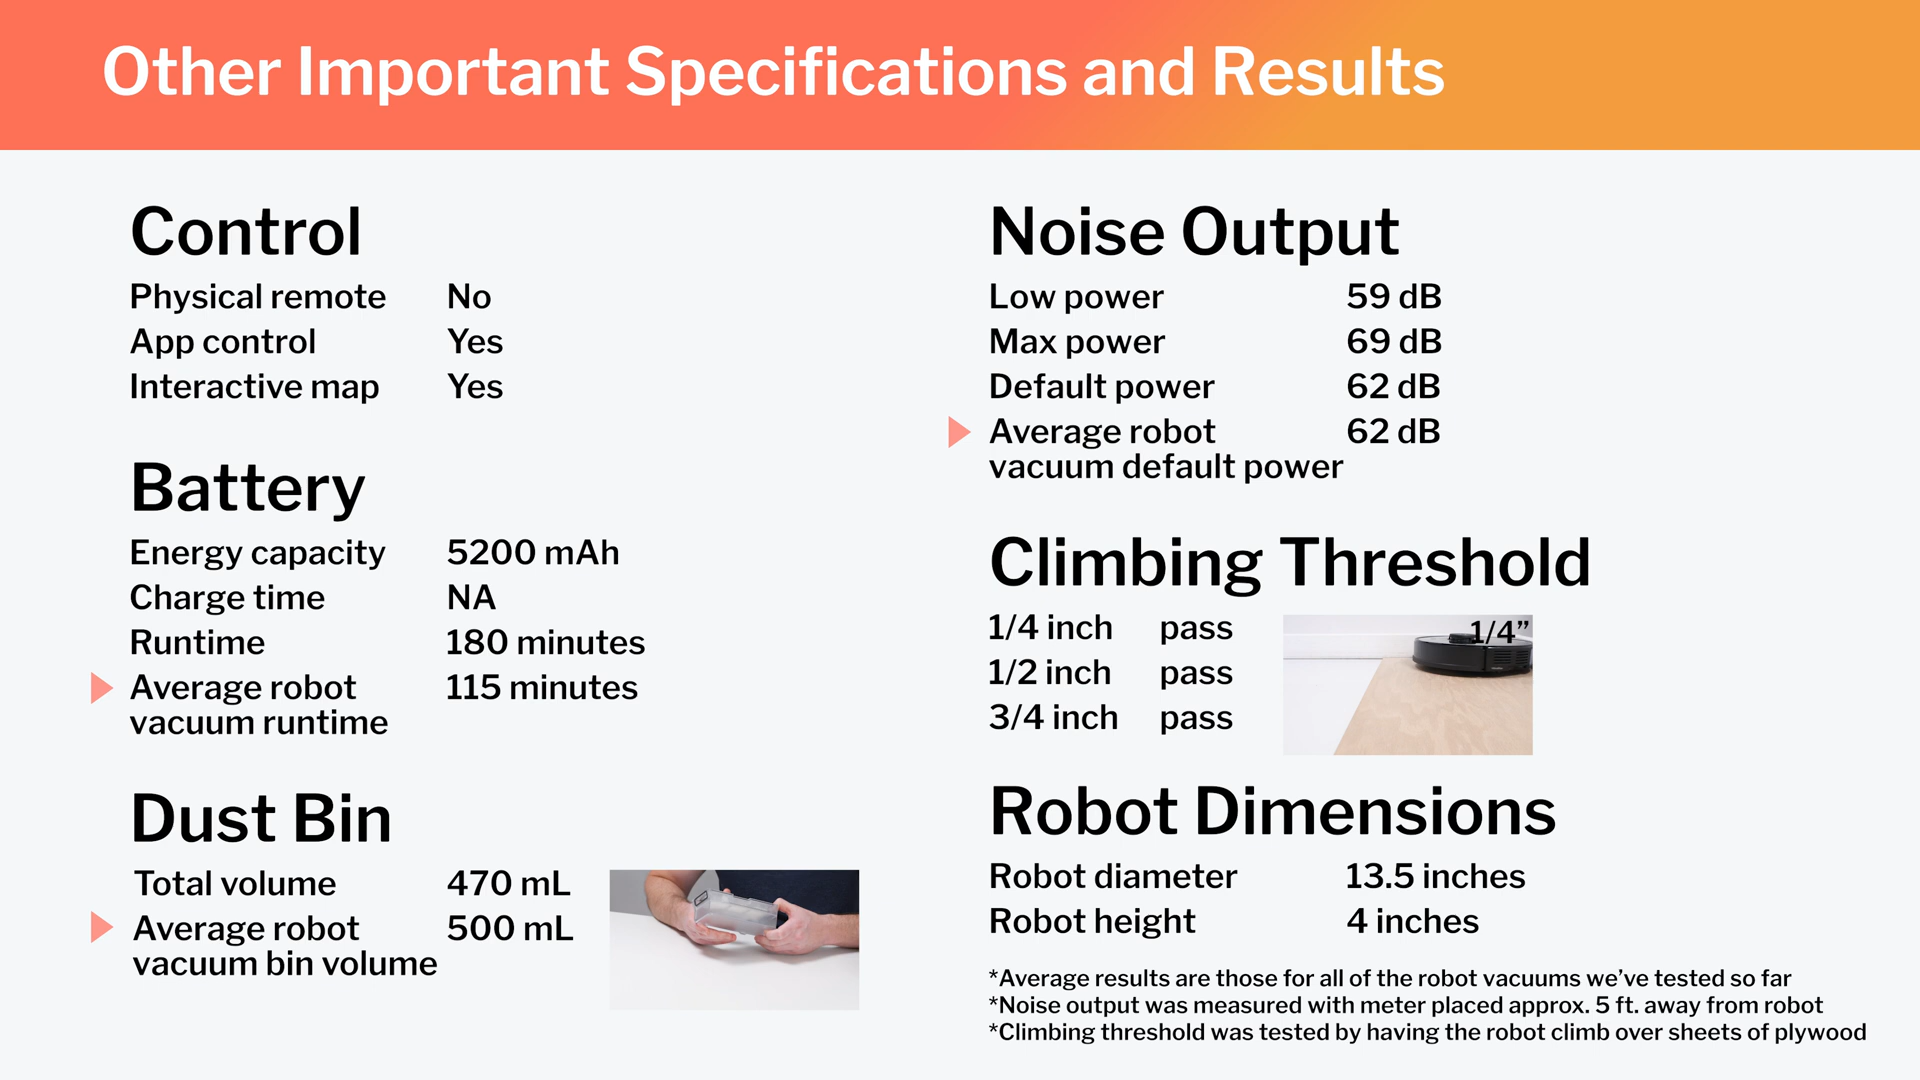 Other Important Specifications and Results
Control
Physical remote No
App control Yes
Interactive map Yes
Battery
Energy capacity 5200 mAh
Charge time NA
Runtime 180 minutes
Average robot 115 minutes
vacuum runtime
Dust Bin
Total volume 470 mL
Average robot 500 mL
vacuum bin volume
Noise Output
Low power 59 dB
Max power 69 dB
Default power 62 dB
Average robot 62 dB
vacuum default power
Climbing Threshold
1/4 inch pass
1/2 inch pass
3/4 inch pass
1/4”
Robot Dimensions
Robot diameter 13.5 inches
Robot height 4 inches
*Average results are those for all of the robot vacuums we’ve tested so far
*Noise output was measured with meter placed approx. 5 ft. away from robot
*Climbing threshold was tested by having the robot climb over sheets of plywood